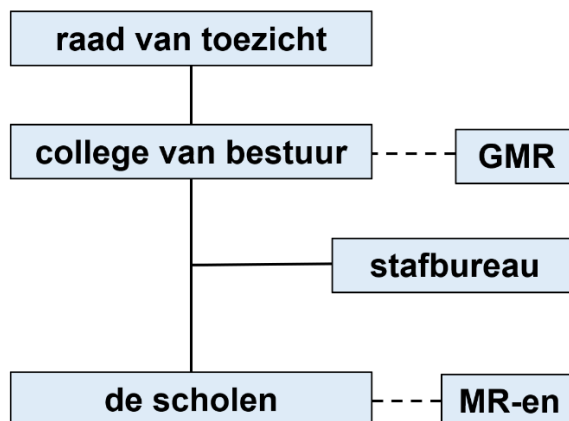 raad van toezicht
college van bestuur
GMR
stafbureau
de scholen
MR-en